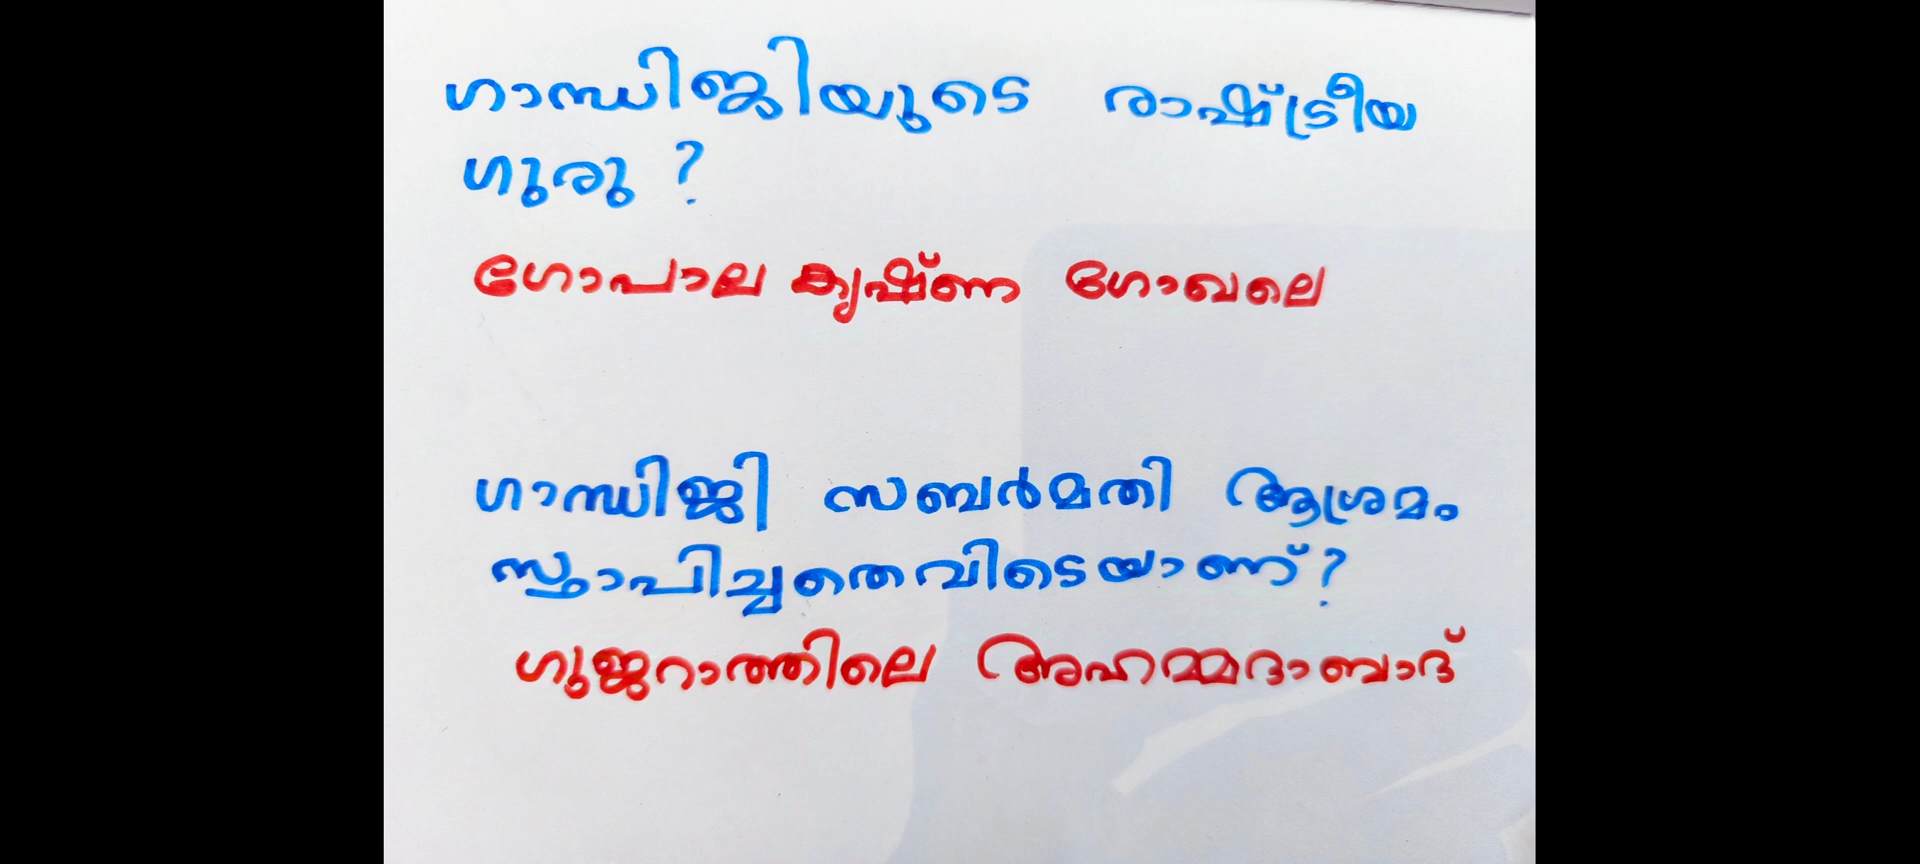 ഗാന്ധിജിയുടെ രാഷ്ട്രീയ
ഗുരു ?
ഗോപാല കൃഷ്ണ ഗോഖലെ
ഗാന്ധിജി സബർമതി ആശ്രമം
സ്ഥാപിച്ചതെവിടെയാണ് ?
ഗുജറാത്തിലെ അഹമ്മദാബാദ്